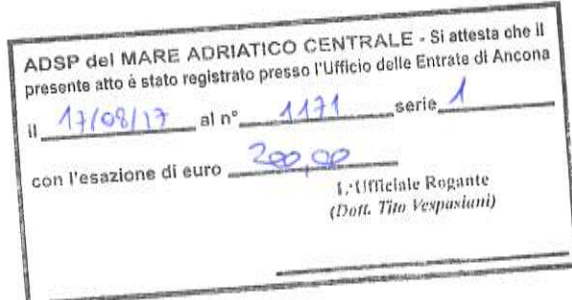 ADSP del MARE ADRIATICO CENTRALE - Si attesta che il
presente atto è stato registrato presso l'Ufficio delle Entrate di Ancona
il 17/08/17 al n° 1171 serie 1
con l'esazione di euro 200,00
L'Ufficiale Rogante
(Dott. Tito Vespasiani)